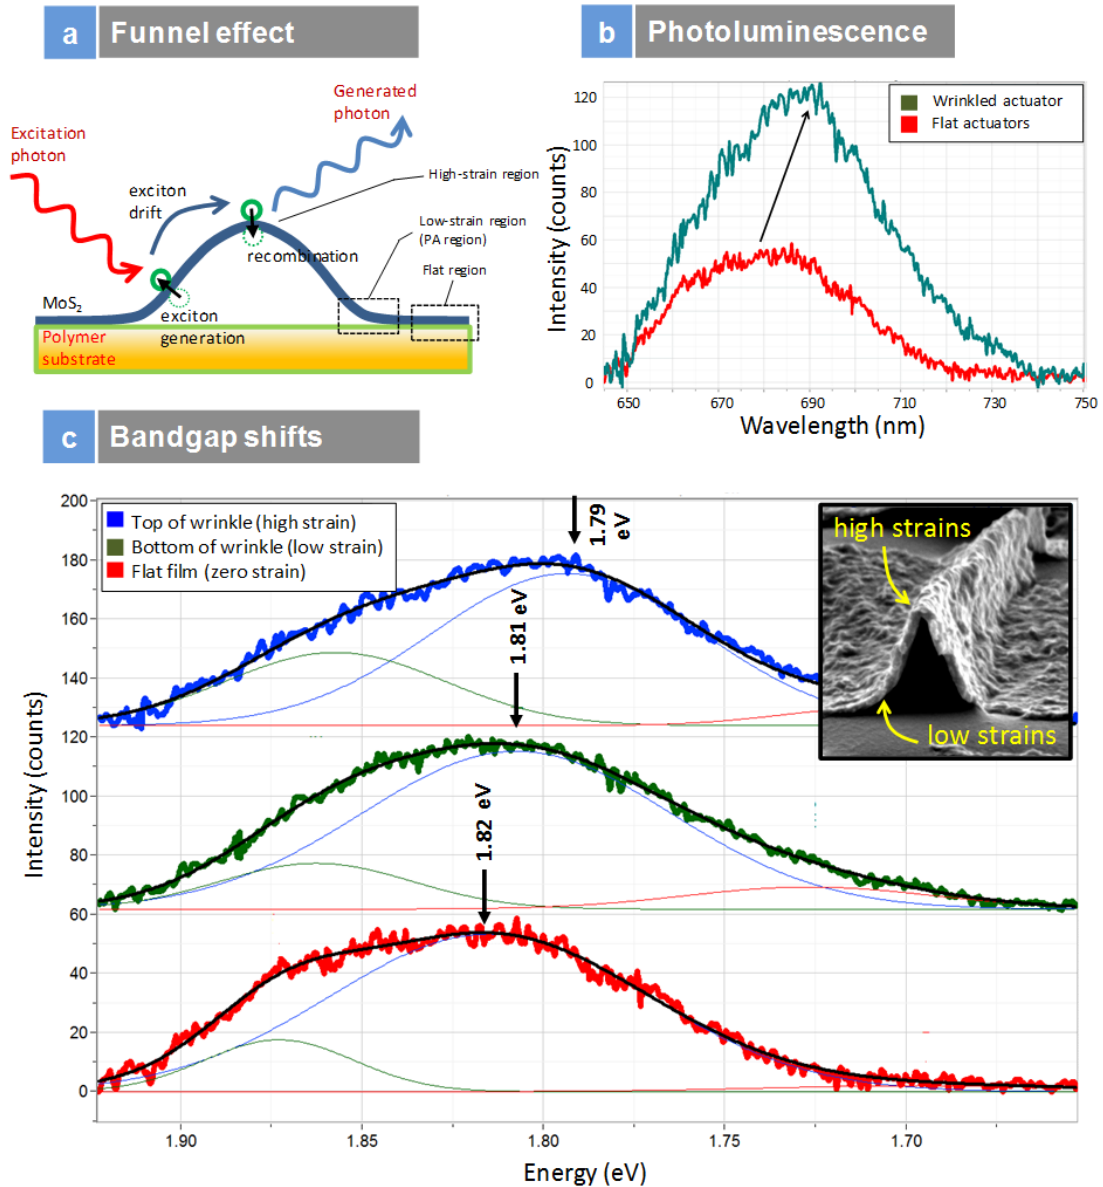 a Funnel effect
Excitation
photon
Generated
photon
exciton
drift
High-strain region
Low-strain region
(PA region)
recombination
Flat region
MoS2
exciton
generation
Polymer
substrate
b Photoluminescence
Intensity (counts)
120
100
80
60
40
20
0
Wrinkled actuator
Flat actuators
650 670 690 710 730 750
Wavelength (nm)
c Bandgap shifts
Intensity (counts)
200
180
160
140
120
100
80
60
40
20
0
Top of wrinkle (high strain)
Bottom of wrinkle (low strain)
Flat film (zero strain)
1.79
eV
1.81 eV
1.82 eV
high strains
low strains
1.90 1.85 1.80 1.75 1.70
Energy (eV)